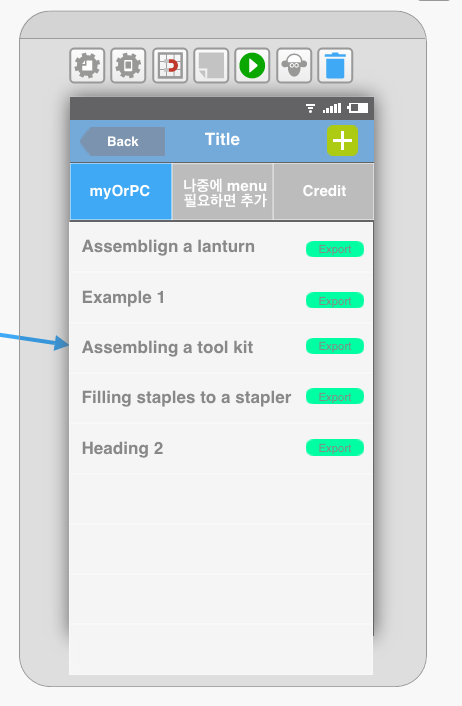 Back
Title
myOrPC
나중에 menu
필요하면 추가
Credit
Assemblign a lanturn
Export
Example 1
Export
Assembling a tool kit
Export
Filling staples to a stapler
Export
Heading 2
Export